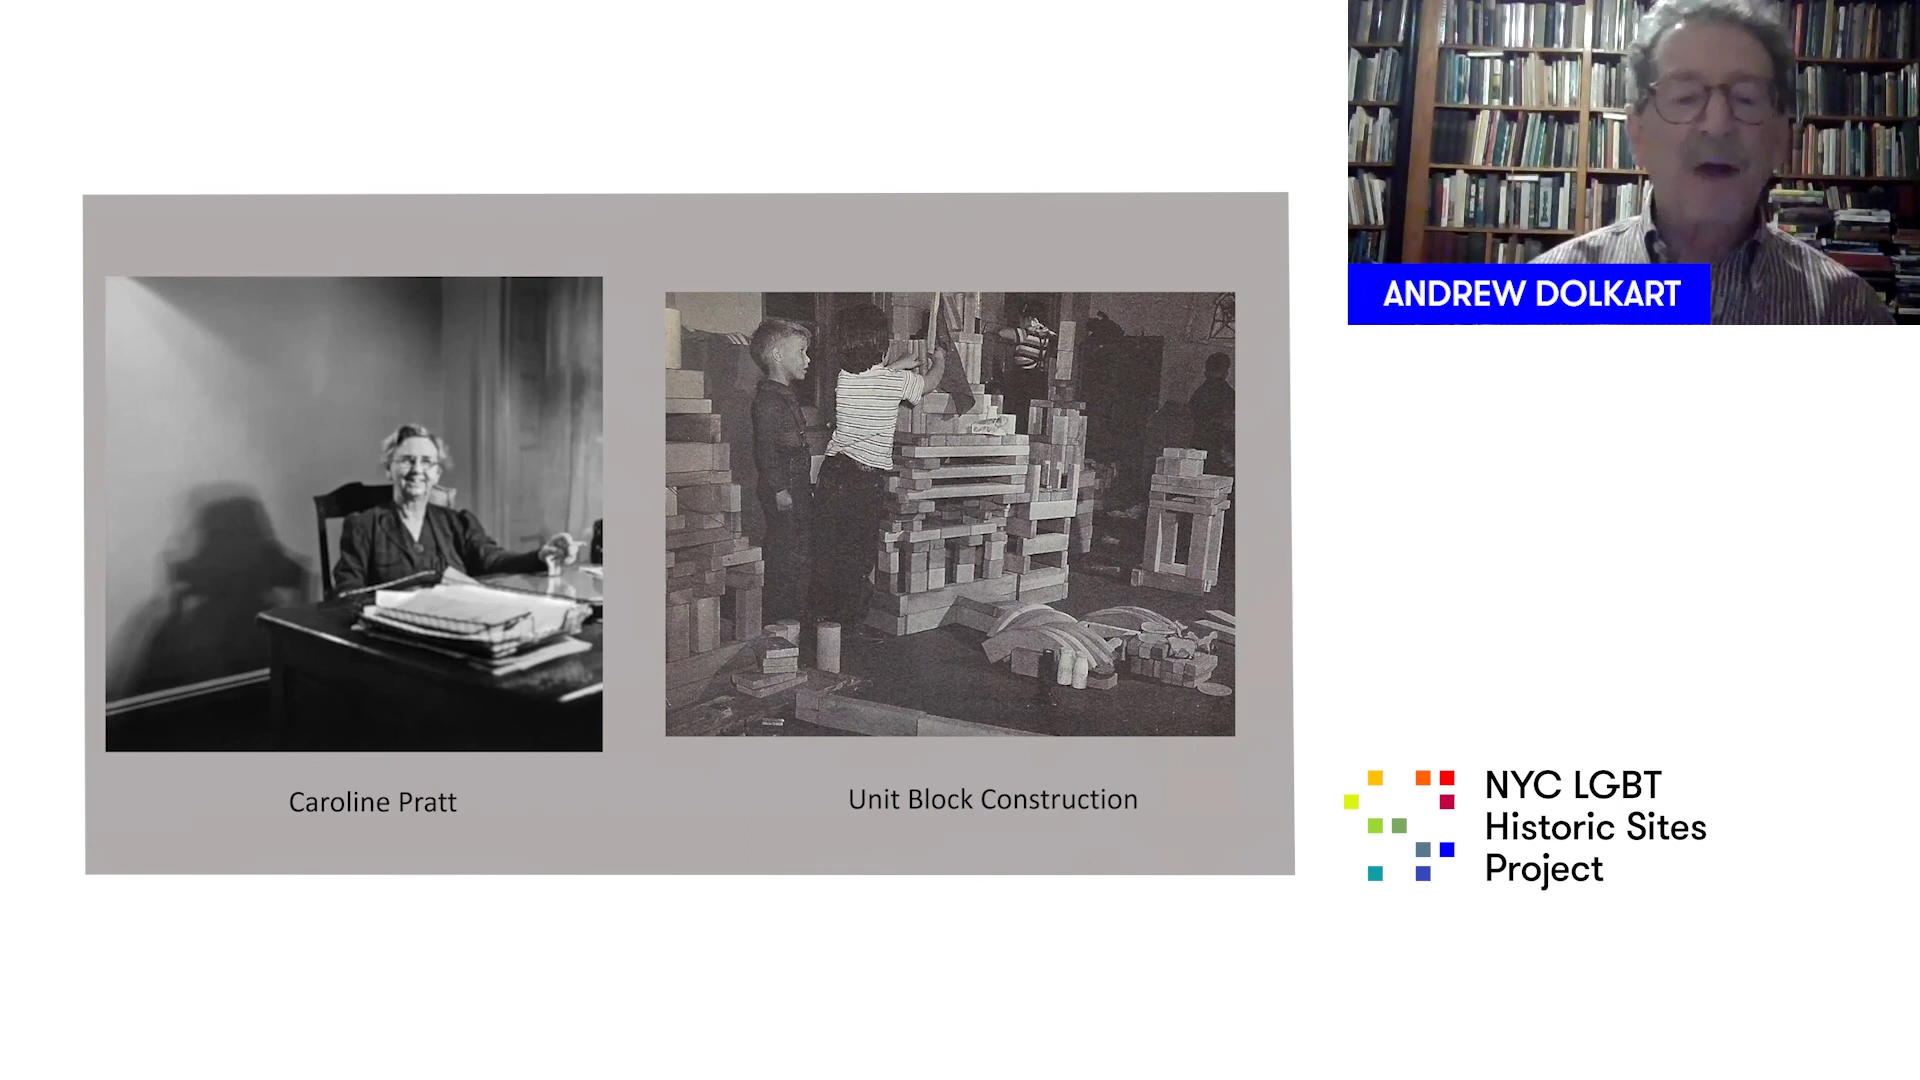 ANDREW DOLKART
Caroline Pratt
Unit Block Construction
NYC LGBT
Historic Sites
Project